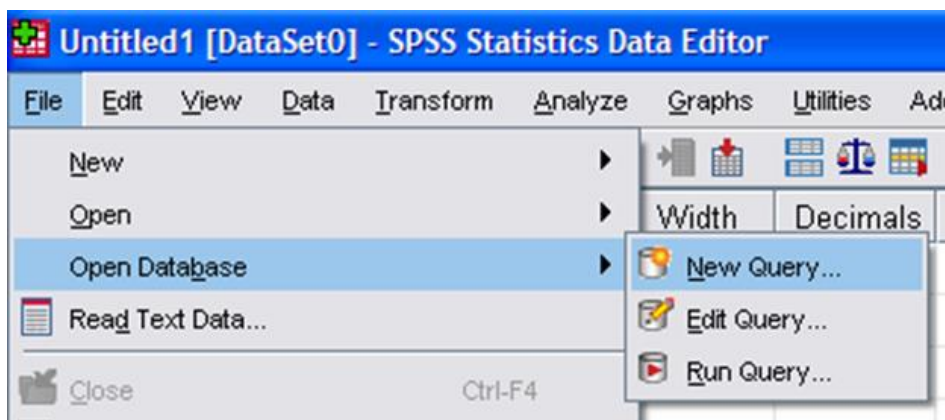 Untitled1 [DataSet0] - SPSS Statistics Data Editor
File Edit View Data Transform Analyze Graphs Utilities
New
Open Width Decimals
Open Database New Query...
Read Text Data... Edit Query...
Close Ctrl-F4 Run Query...